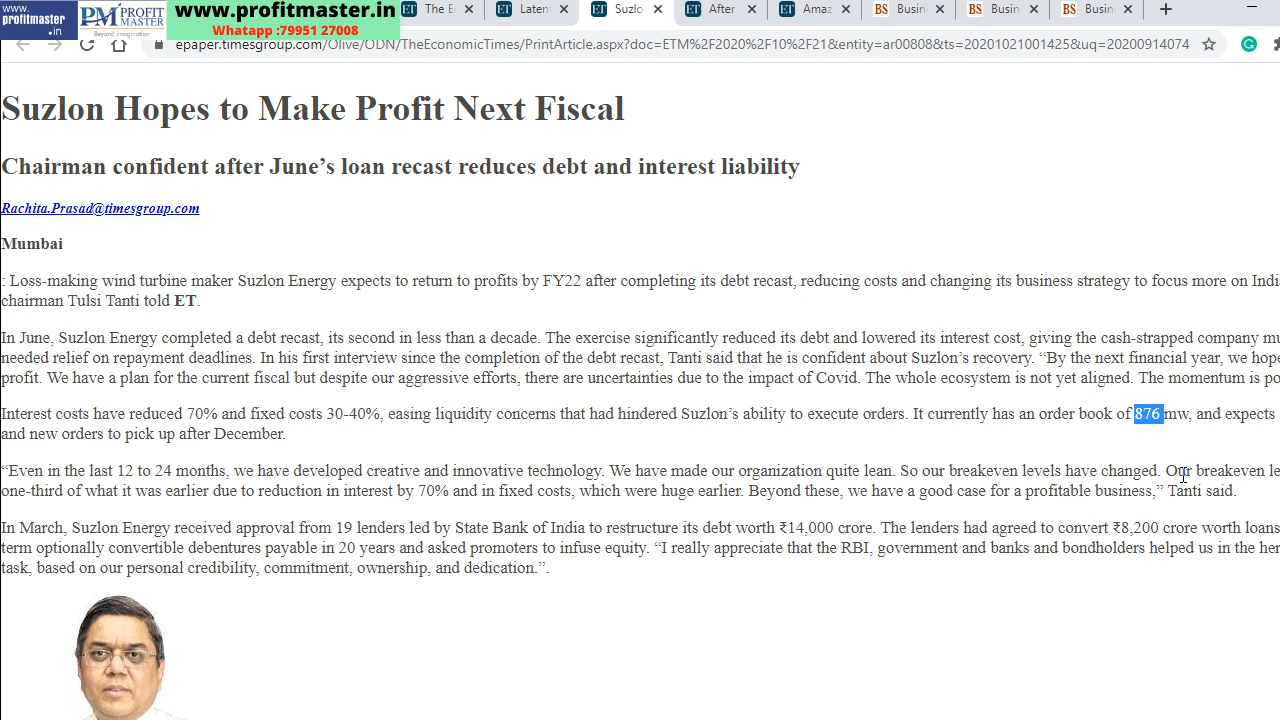 www.
profitmaster
.in
PM PROFIT
MASTER
Beyond imagination
www.profitmaster.in
Whatapp :79951 27008
ET The E
ET Laten
ET Suzlo
ET After
ET Amaz
BS Busin
BS Busin
BS Busin
epaper.timesgroup.com/Olive/ODN/TheEconomicTimes/PrintArticle.aspx?doc=ETM%2F2020%2F10%2F21&entity=ar00808&ts=20201021001425&uq=20200914074
Suzlon Hopes to Make Profit Next Fiscal
Chairman confident after June’s loan recast reduces debt and interest liability
Rachita.Prasad@timesgroup.com
Mumbai
: Loss-making wind turbine maker Suzlon Energy expects to return to profits by FY22 after completing its debt recast, reducing costs and changing its business strategy to focus more on Indi
chairman Tulsi Tanti told ET.
In June, Suzlon Energy completed a debt recast, its second in less than a decade. The exercise significantly reduced its debt and lowered its interest cost, giving the cash-strapped company mu
needed relief on repayment deadlines. In his first interview since the completion of the debt recast, Tanti said that he is confident about Suzlon’s recovery. “By the next financial year, we hope
profit. We have a plan for the current fiscal but despite our aggressive efforts, there are uncertainties due to the impact of Covid. The whole ecosystem is not yet aligned. The momentum is po
Interest costs have reduced 70% and fixed costs 30-40%, easing liquidity concerns that had hindered Suzlon’s ability to execute orders. It currently has an order book of 876 mw, and expects
and new orders to pick up after December.
“Even in the last 12 to 24 months, we have developed creative and innovative technology. We have made our organization quite lean. So our breakeven levels have changed. Our breakeven le
one-third of what it was earlier due to reduction in interest by 70% and in fixed costs, which were huge earlier. Beyond these, we have a good case for a profitable business,” Tanti said.
In March, Suzlon Energy received approval from 19 lenders led by State Bank of India to restructure its debt worth ₹14,000 crore. The lenders had agreed to convert ₹8,200 crore worth loans
term optionally convertible debentures payable in 20 years and asked promoters to infuse equity. “I really appreciate that the RBI, government and banks and bondholders helped us in the her
task, based on our personal credibility, commitment, ownership, and dedication.”.